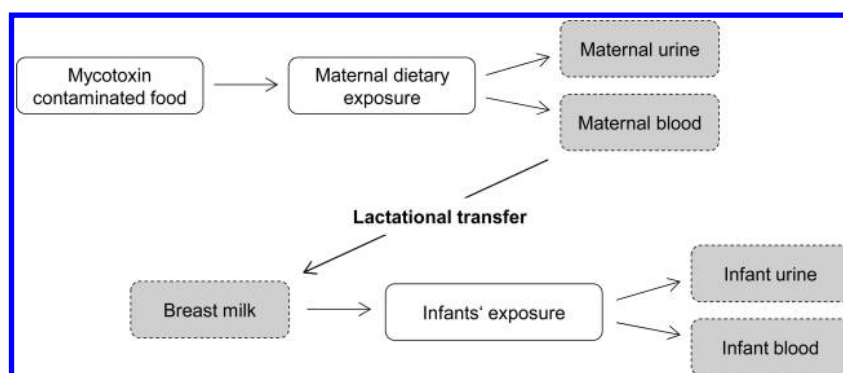 Mycotoxin
contaminated food
Maternal dietary
exposure
Maternal urine
Maternal blood
Lactational transfer
Breast milk
Infants‘ exposure
Infant urine
Infant blood